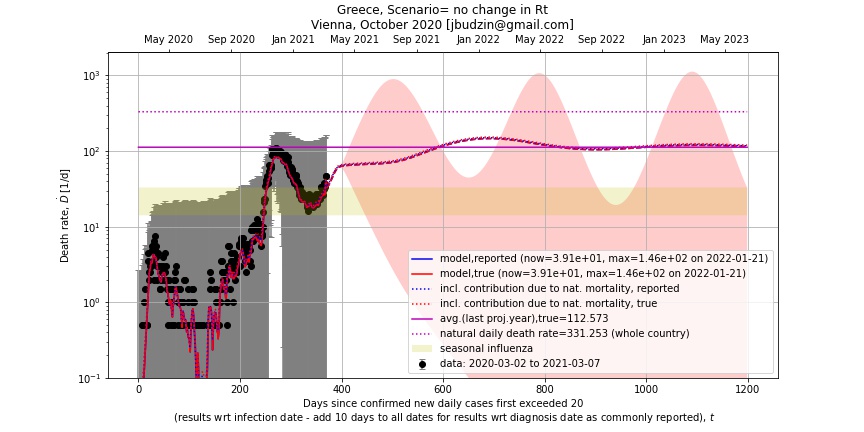 Greece, Scenario= no change in Rt
Vienna, October 2020 [jbudzin@gmail.com]
May 2020 Sep 2020 Jan 2021 May 2021 Sep 2021 Jan 2022 May 2022 Sep 2022 Jan 2023 May 2023
10³
10²
10¹
10⁰
10⁻¹
Death rate, D [1/d]
model,reported (now=3.91e+01, max=1.46e+02 on 2022-01-21)
model,true (now=3.91e+01, max=1.46e+02 on 2022-01-21)
incl. contribution due to nat. mortality, reported
incl. contribution due to nat. mortality, true
avg.(last proj.year),true=112.573
natural daily death rate=331.253 (whole country)
seasonal influenza
data: 2020-03-02 to 2021-03-07
0 200 400 600 800 1000 1200
Days since confirmed new daily cases first exceeded 20
(results wrt infection date - add 10 days to all dates for results wrt diagnosis date as commonly reported), t